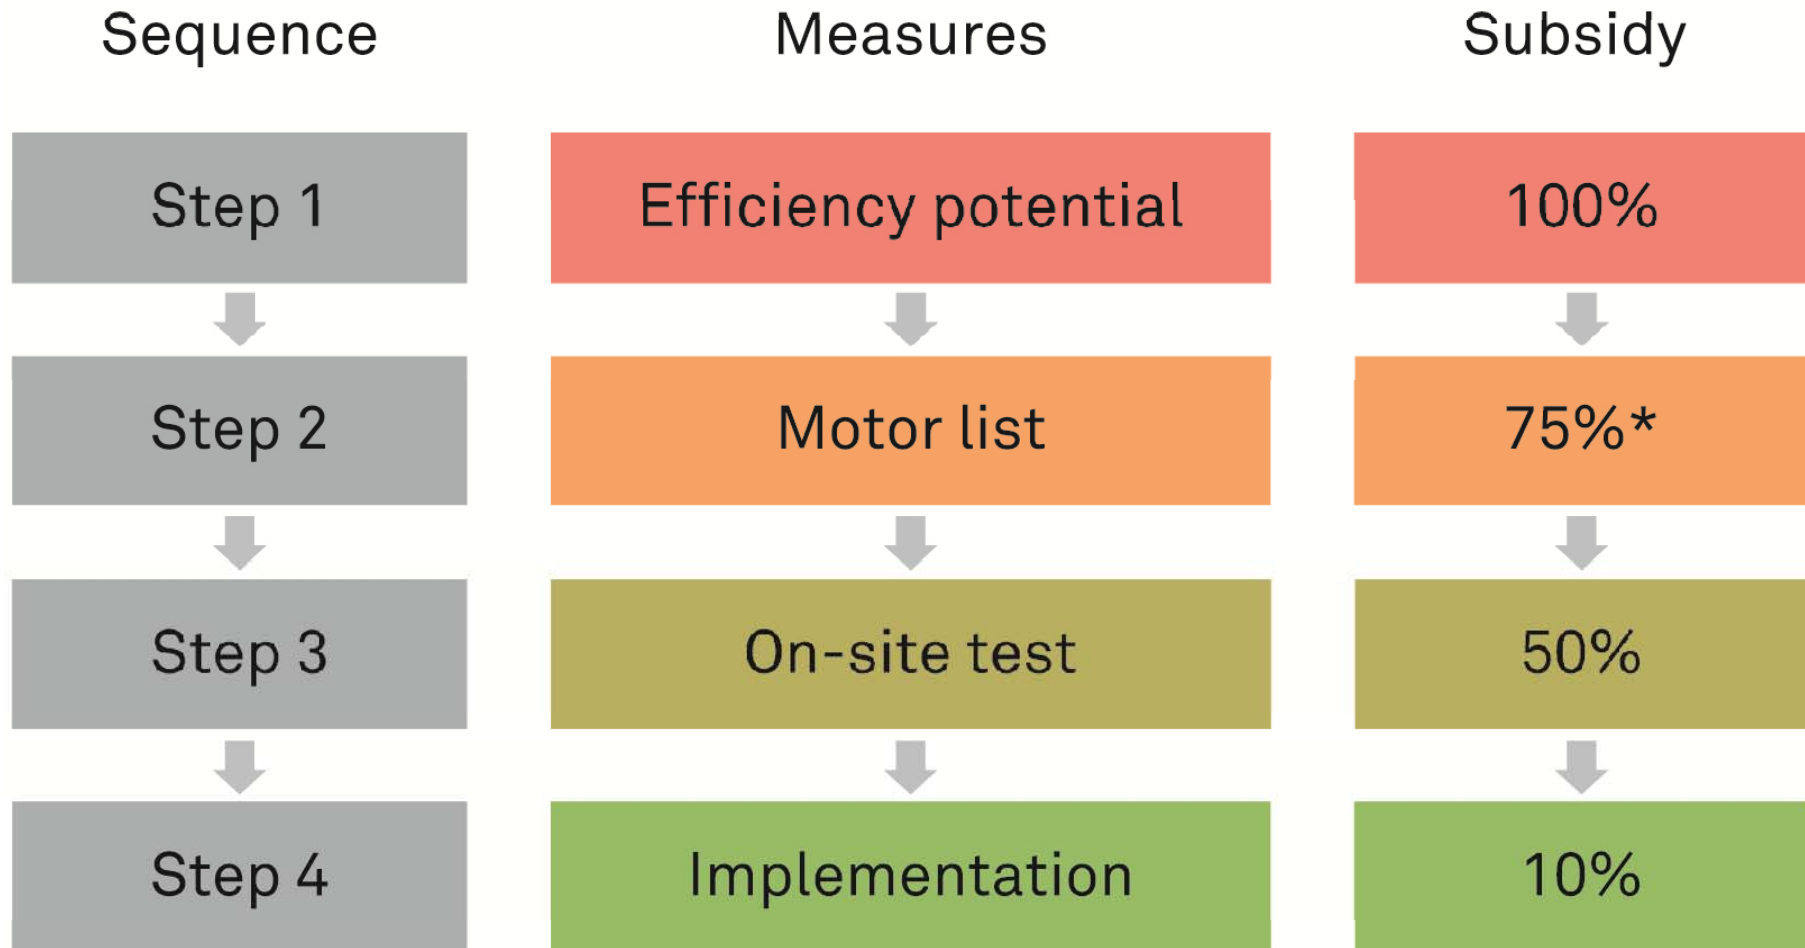 Sequence Measures Subsidy
Step 1 Efficiency potential 100%
Step 2 Motor list 75%*
Step 3 On-site test 50%
Step 4 Implementation 10%